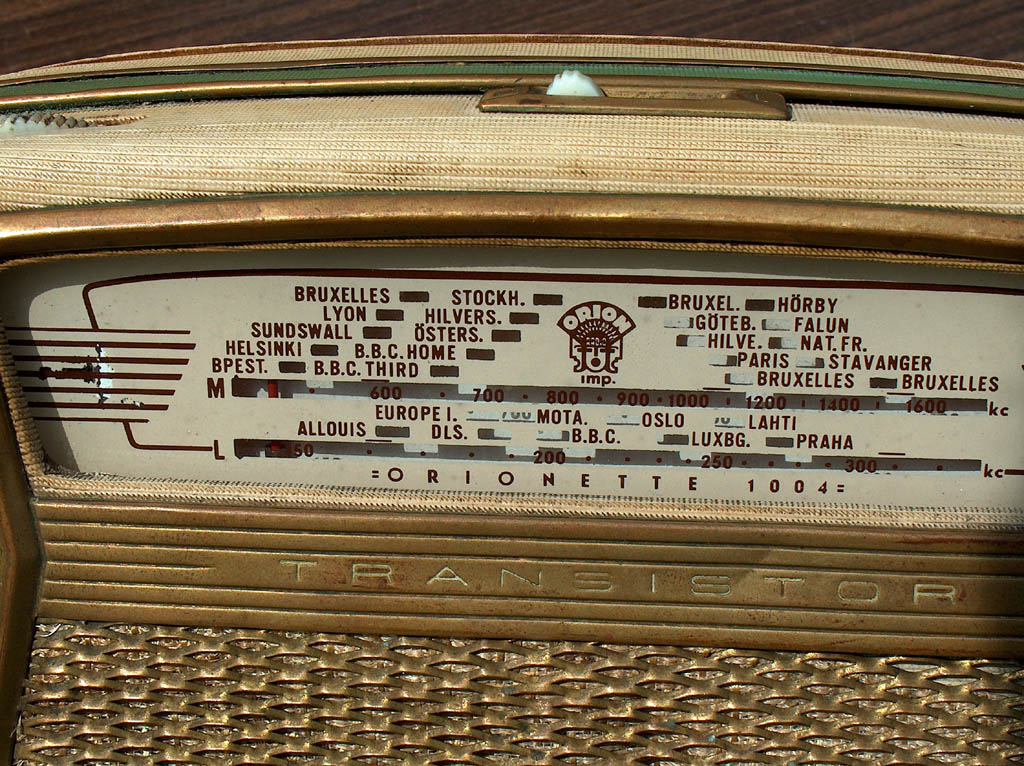 BRUXELLES STOCKH. BRUXEL. HÖRBY
LYON HILVERS. ORION GÖTEB. FALUN
SUNDSWALL ÖSTERS. HILVE. NAT.FR.
HELSINKI B.B.C.HOME PARIS STAVANGER
BPEST. B.B.C.THIRD imp. BRUXELLES BRUXELLES
M 600 700 800 900 1000 1200 1400 1600 kc
EUROPE I. 700 MOTA. OSLO LAHTI
ALLOUIS DLS. B.B.C. LUXBG. PRAHA
L 150 200 250 300 kc
=ORIONETTE 1004=
TRANSISTOR